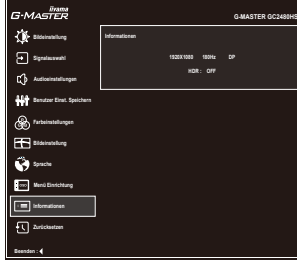 iiyama
G-MASTER
G-MASTER GC2480HS
Bildeinstellung
Informationen
Signalauswahl
1920X1080 180Hz DP
HDR : OFF
Audioeinstellungen
Benutzer Einst. Speichern
Farbeinstellungen
Bildeinstellung
Sprache
OSD
Menü Einrichtung
Informationen
Zurücksetzen
Beenden :